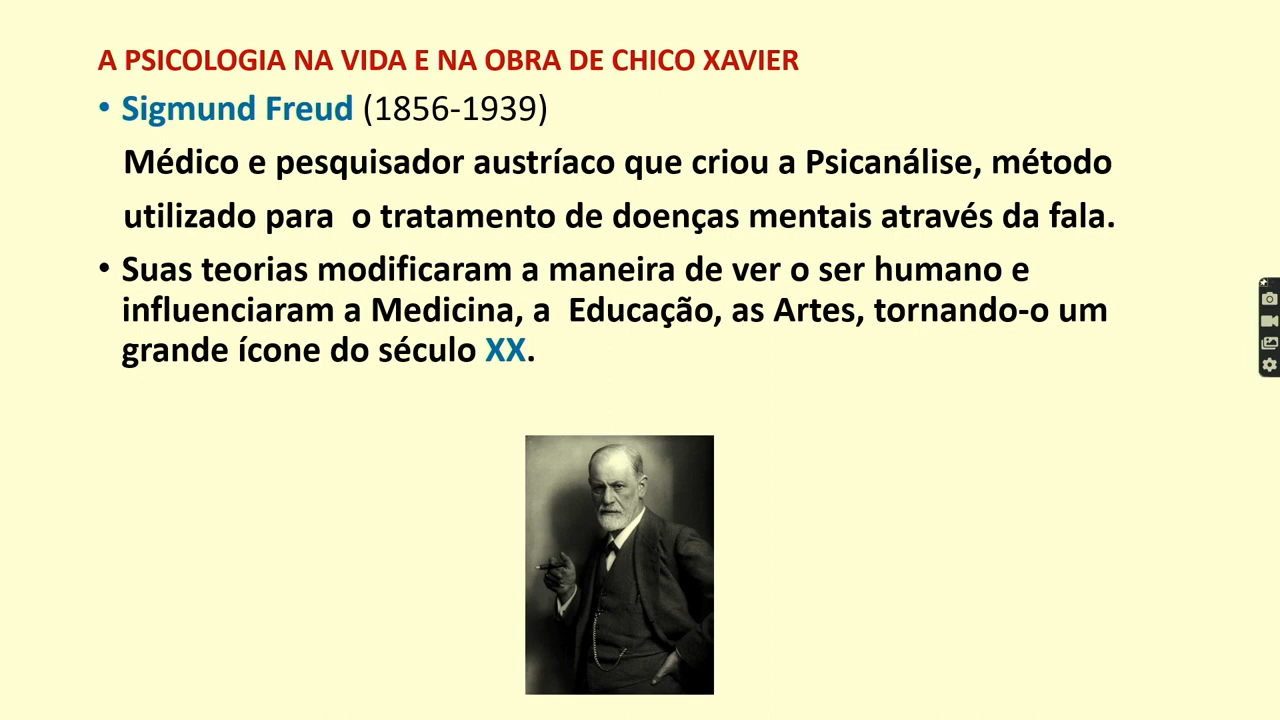 A PSICOLOGIA NA VIDA E NA OBRA DE CHICO XAVIER
• Sigmund Freud (1856-1939)
Médico e pesquisador austríaco que criou a Psicanálise, método
utilizado para  o tratamento de doenças mentais através da fala.
• Suas teorias modificaram a maneira de ver o ser humano e
influenciaram a Medicina, a  Educação, as Artes, tornando-o um
grande ícone do século XX.